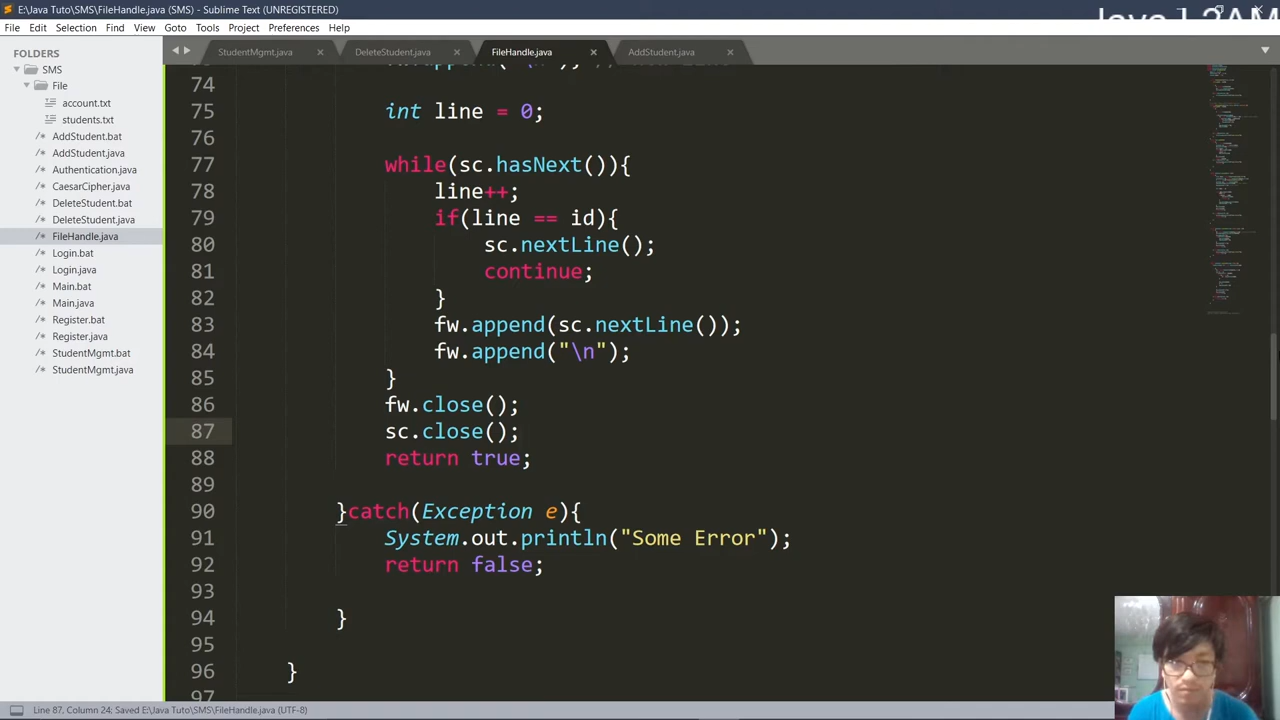 E:\Java Tuto\SMS\FileHandle.java (SMS) - Sublime Text (UNREGISTERED)
File Edit Selection Find View Goto Tools Project Preferences Help
FOLDERS
SMS
File
account.txt
students.txt
AddStudent.bat
AddStudent.java
Authentication.java
CaesarCipher.java
DeleteStudent.bat
DeleteStudent.java
FileHandle.java
Login.bat
Login.java
Main.bat
Main.java
Register.bat
Register.java
StudentMgmt.bat
StudentMgmt.java
StudentMgmt.java DeleteStudent.java FileHandle.java AddStudent.java
74
75 int line = 0;
76
77 while(sc.hasNext()){
78 line++;
79 if(line == id){
80 sc.nextLine();
81 continue;
82 }
83 fw.append(sc.nextLine());
84 fw.append("\n");
85 }
86 fw.close();
87 sc.close();
88 return true;
89
90 }catch(Exception e){
91 System.out.println("Some Error");
92 return false;
93
94 }
95
96 }
97
Line 87, Column 24; Saved E:\Java Tuto\SMS\FileHandle.java (UTF-8)